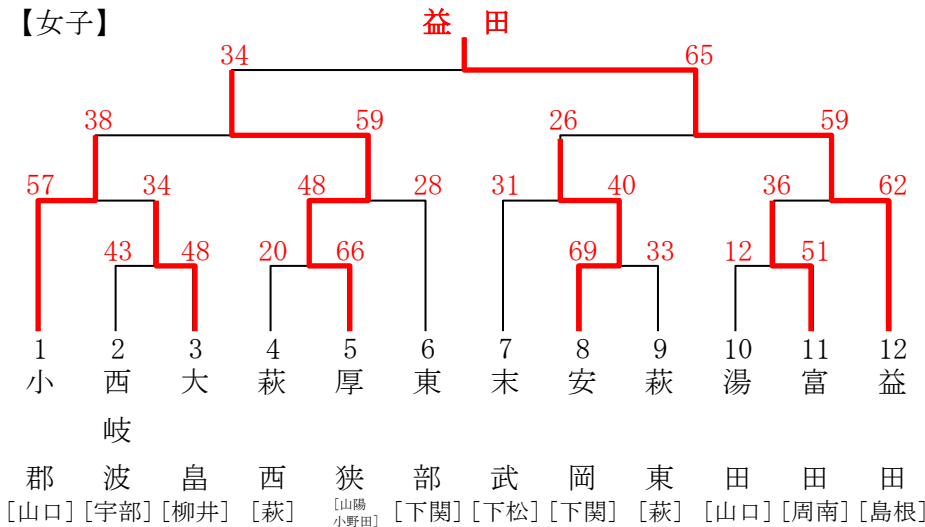 【女子】
益田
34 65
38 59 26 59
57 34 48 28 31 40 36 62
43 48 20 66 69 33 12 51
1 2 3 4 5 6 7 8 9 10 11 12
小郡 西岐波 大畠 萩西 厚狭 東部 末武 安岡 萩東 湯田 富田 益田
[山口] [宇部] [柳井] [萩] [山陽小野田] [下関] [下松] [下関] [萩] [山口] [周南] [島根]